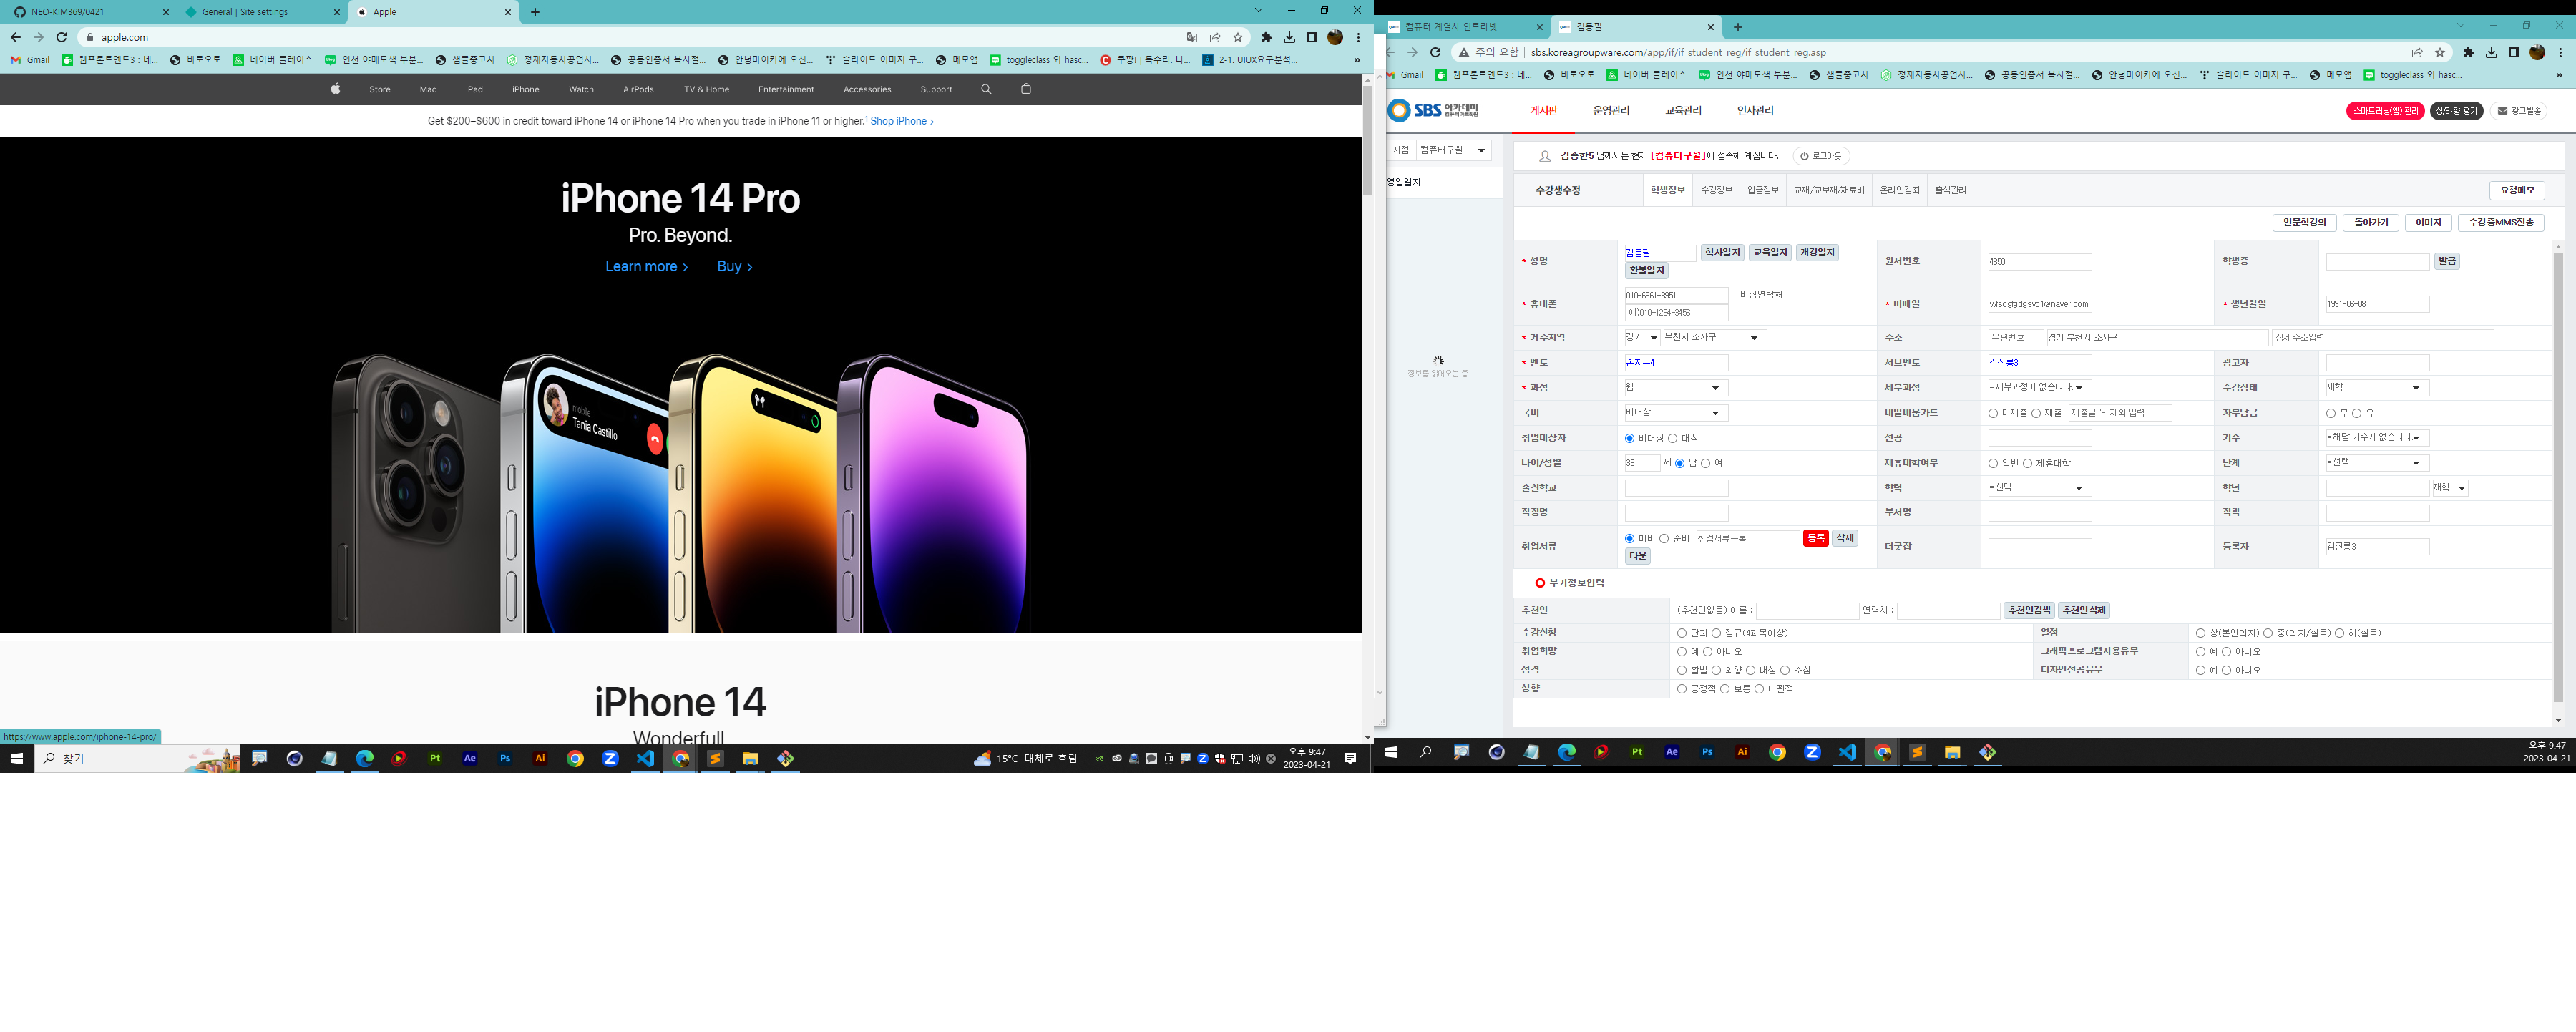 NEO-KIM369/0421
General | Site settings
Apple
apple.com
Gmail
웹프론트엔드3 : 네...
바로오토
네이버 플레이스
인천 야매도색 부분...
샘플중고차
정재자동차공업사...
공동인증서 복사절...
안녕마이카에 오신...
슬라이드 이미지 구...
메모앱
toggleclass 와 hasc...
쿠팡! | 독수리. 나...
2-1. UIUX요구분석...
»
Store Mac iPad iPhone Watch AirPods TV & Home Entertainment Accessories Support
Get $200–$600 in credit toward iPhone 14 or iPhone 14 Pro when you trade in iPhone 11 or higher.¹ Shop iPhone >
iPhone 14 Pro
Pro. Beyond.
Learn more > Buy >
mobile
Tania Castillo
iPhone 14
Wonderfull.
https://www.apple.com/iphone-14-pro/
찾기
Pt Ae Ps Ai
15°C 대체로 흐림
오후 9:47
2023-04-21
컴퓨터 계열사 인트라넷
김동필
주의 요함 | sbs.koreagroupware.com/app/if/if_student_reg/if_student_reg.asp
Gmail
웹프론트엔드3 : 네...
바로오토
네이버 플레이스
인천 야매도색 부분...
샘플중고차
정재자동차공업사...
공동인증서 복사절...
안녕마이카에 오신...
슬라이드 이미지 구...
메모앱
toggleclass 와 hasc...
»
SBS 아카데미 컴퓨터아트학원
게시판 운영관리 교육관리 인사관리
스마트러닝(앱) 관리 상/하향 평가 광고발송
지점 컴퓨터구월
영업일지
정보를 읽어오는 중
김종한5 님께서는 현재 [컴퓨터구월]에 접속해 계십니다. 로그아웃
수강생수정 학생정보 수강정보 입금정보 교재/교보재/재료비 온라인강좌 출석관리 요청메모
인문학강의 돌아가기 이미지 수강증MMS전송
* 성명 김동필 학사일지 교육일지 개강일지 원서번호 4850 학생증 발급
환불일지
* 휴대폰 010-6361-8951 비상연락처 * 이메일 wfsdgfgdgsvb1@naver.com * 생년월일 1991-06-08
예)010-1234-3456
* 거주지역 경기 부천시 소사구 주소 우편번호 경기 부천시 소사구 상세주소입력
* 멘토 손지은4 서브멘토 김진룡3 광고자
* 과정 웹 세부과정 =세부과정이 없습니다. 수강상태 재학
국비 비대상 내일배움카드 미제출 제출 제출일 '-' 제외 입력 자부담금 무 유
취업대상자 비대상 대상 전공 기수 =해당 기수가 없습니다.
나이/성별 33 세 남 여 제휴대학여부 일반 제휴대학 단계 =선택
출신학교 학력 =선택 학년 재학
직장명 부서명 직책
취업서류 미비 준비 취업서류등록 등록 삭제 더굿잡 등록자 김진룡3
다운
부가정보입력
추천인 (추천인없음) 이름 : 연락처 : 추천인검색 추천인삭제
수강신청 단과 정규(4과목이상) 열정 상(본인의지) 중(의지/설득) 하(설득)
취업희망 예 아니오 그래픽프로그램사용유무 예 아니오
성격 활발 외향 내성 소심 디자인전공유무 예 아니오
성향 긍정적 보통 비관적
Pt Ae Ps Ai
오후 9:47
2023-04-21